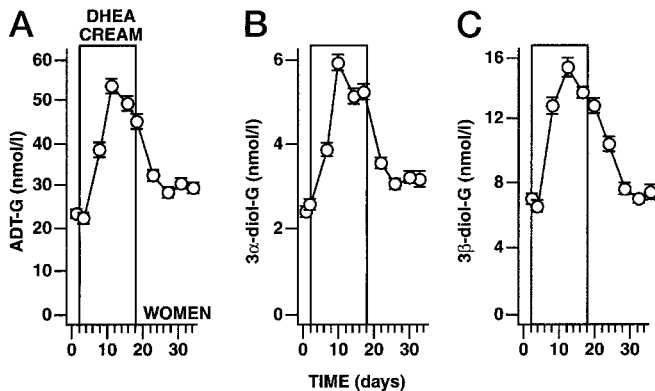 A
DHEA
CREAM
60
50
40
30
20
10
0
ADT-G (nmol/l)
WOMEN
0 10 20 30
B
6
4
2
0
3α-diol-G (nmol/l)
0 10 20 30
C
16
12
8
4
0
3β-diol-G (nmol/l)
0 10 20 30
TIME (days)